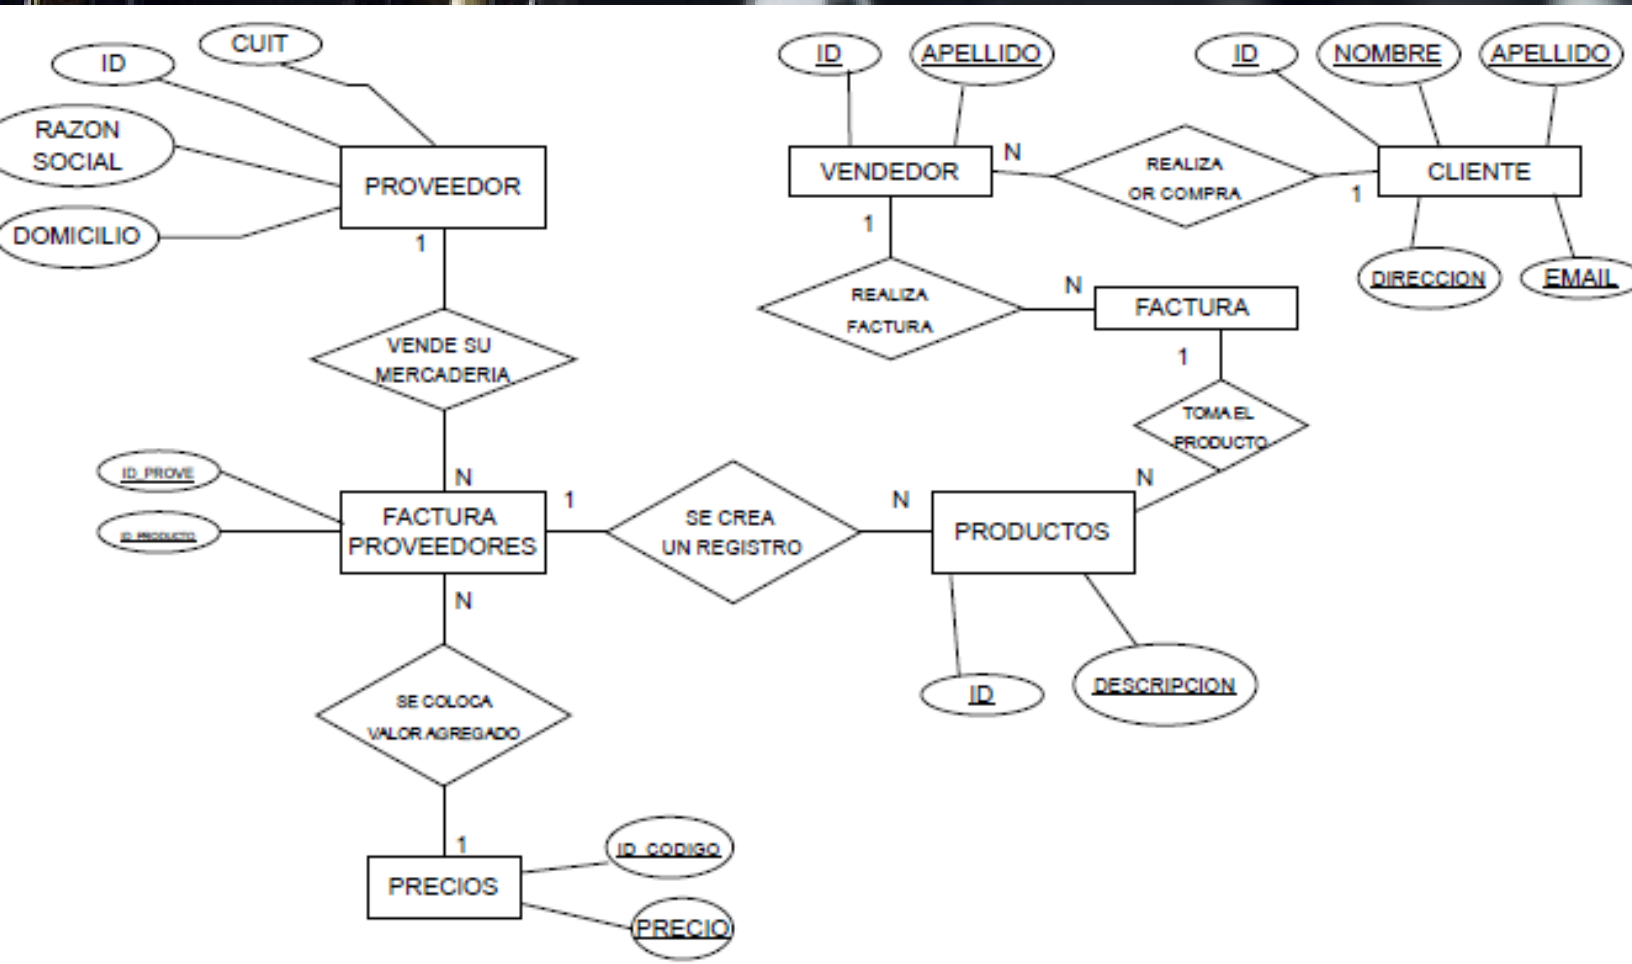 CUIT
ID
RAZON
SOCIAL
DOMICILIO
PROVEEDOR
1
VENDE SU
MERCADERIA
N
ID_PROVE
ID_PRODUCTO
FACTURA
PROVEEDORES
1
SE CREA
UN REGISTRO
N
PRODUCTOS
ID
DESCRIPCION
N
SE COLOCA
VALOR AGREGADO
1
PRECIOS
ID_CODIGO
PRECIO
ID
APELLIDO
VENDEDOR
N
REALIZA
OR COMPRA
1
ID
NOMBRE
APELLIDO
CLIENTE
DIRECCION
EMAIL
1
REALIZA
FACTURA
N
FACTURA
1
TOMA EL
PRODUCTO
N